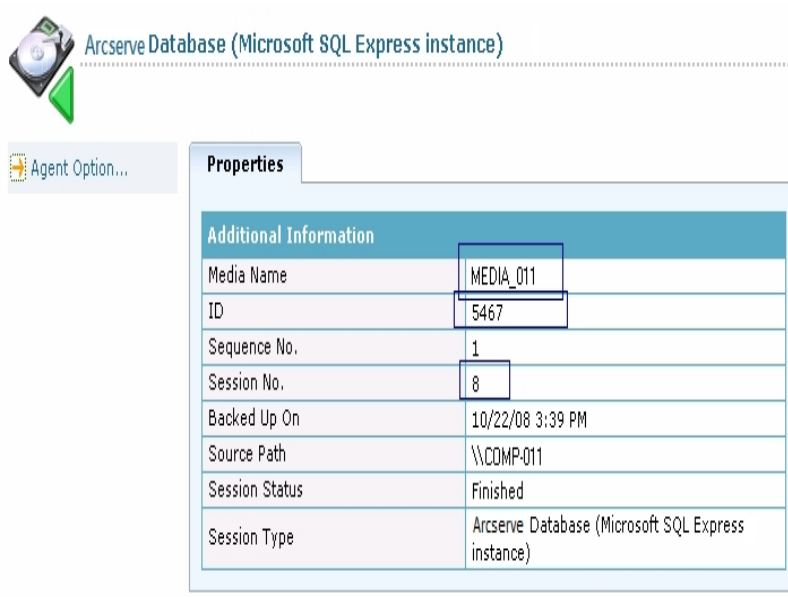 Arcserve Database (Microsoft SQL Express instance)
Agent Option...
Properties
Additional Information
Media Name MEDIA_011
ID 5467
Sequence No. 1
Session No. 8
Backed Up On 10/22/08 3:39 PM
Source Path \\COMP-011
Session Status Finished
Session Type Arcserve Database (Microsoft SQL Express
instance)